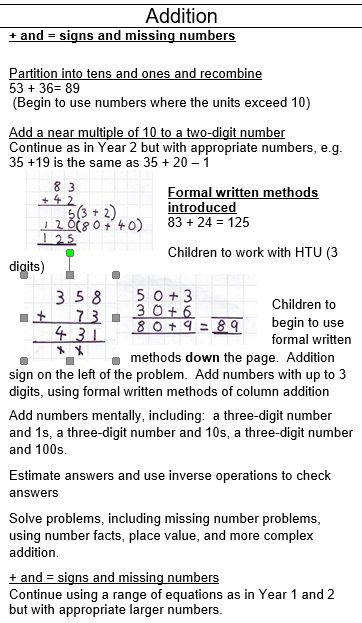 Addition
+ and = signs and missing numbers
Partition into tens and ones and recombine
53 + 36= 89
(Begin to use numbers where the units exceed 10)
Add a near multiple of 10 to a two-digit number
Continue as in Year 2 but with appropriate numbers, e.g.
35 +19 is the same as 35 + 20 – 1
83
+42
5(3+2)
120(80+40)
125
Formal written methods
introduced
83 + 24 = 125
Children to work with HTU (3
digits)
358
+ 73
431
x x
50+3
30+6
80+9 = 89
Children to
begin to use
formal written
methods down the page. Addition
sign on the left of the problem. Add numbers with up to 3
digits, using formal written methods of column addition
Add numbers mentally, including: a three-digit number
and 1s, a three-digit number and 10s, a three-digit number
and 100s.
Estimate answers and use inverse operations to check
answers
Solve problems, including missing number problems,
using number facts, place value, and more complex
addition.
+ and = signs and missing numbers
Continue using a range of equations as in Year 1 and 2
but with appropriate larger numbers.